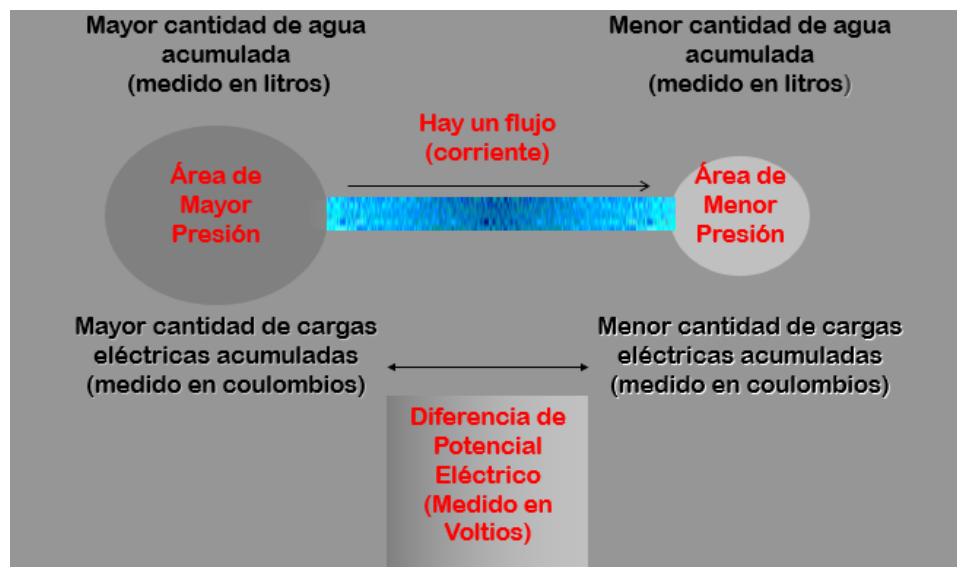 Mayor cantidad de agua
acumulada
(medido en litros)
Menor cantidad de agua
acumulada
(medido en litros)
Hay un flujo
(corriente)
Área de
Mayor
Presión
Área de
Menor
Presión
Mayor cantidad de cargas
eléctricas acumuladas
(medido en coulombios)
Menor cantidad de cargas
eléctricas acumuladas
(medido en coulombios)
Diferencia de
Potencial
Eléctrico
(Medido en
Voltios)